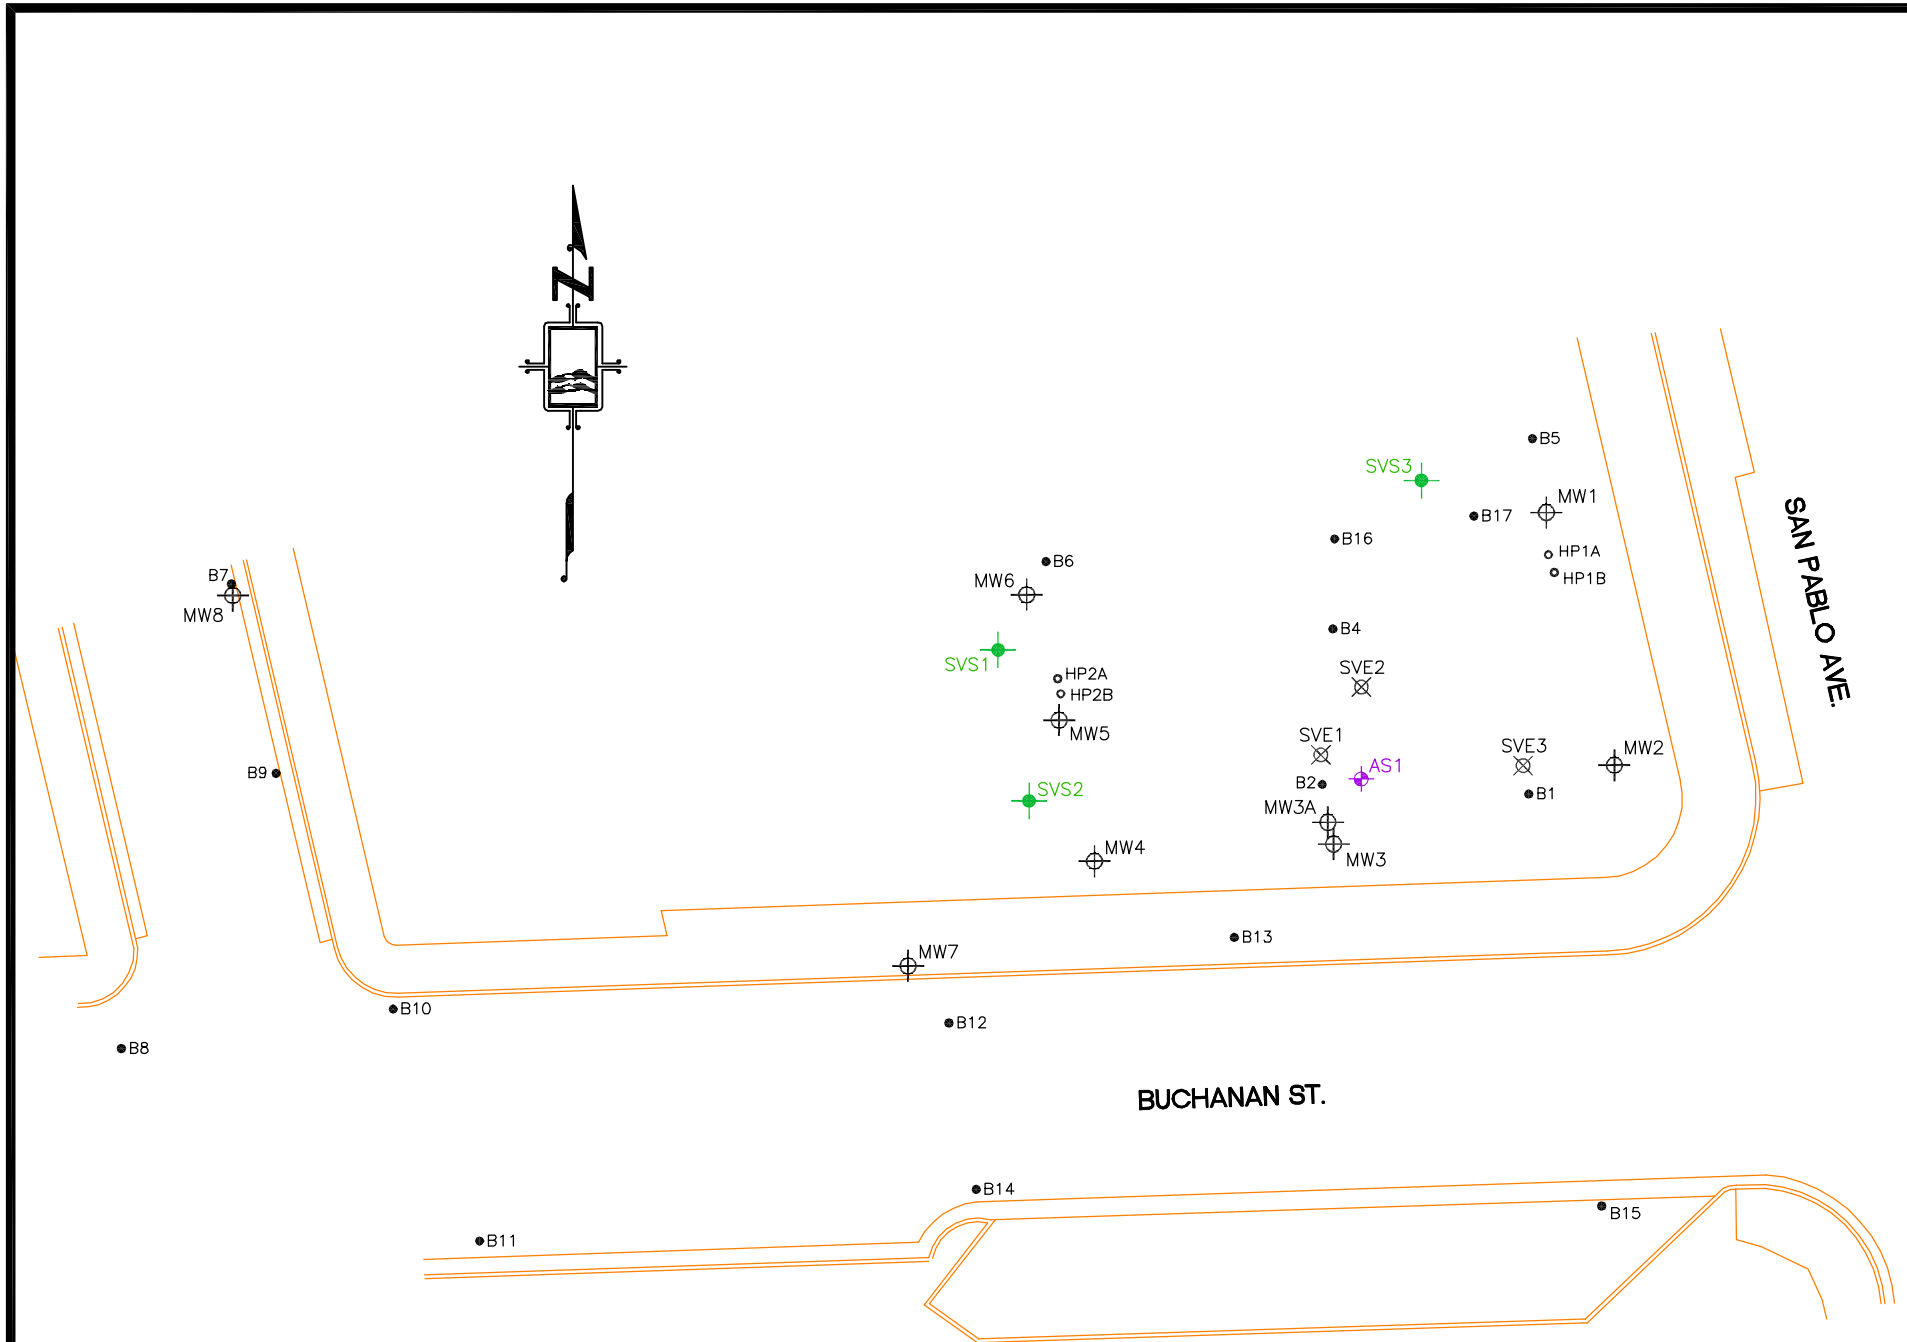 N
B5
SVS3
MW1
B17
B16
HP1A
B6
HP1B
B7
MW6
MW8
B4
SVS1
SVE2
HP2A
HP2B
MW5
SVE1
SVE3
MW2
AS1
B9
B2
SVS2
B1
MW3A
MW4
MW3
SAN PABLO AVE.
B13
MW7
B10
B12
B8
BUCHANAN ST.
B14
B15
B11